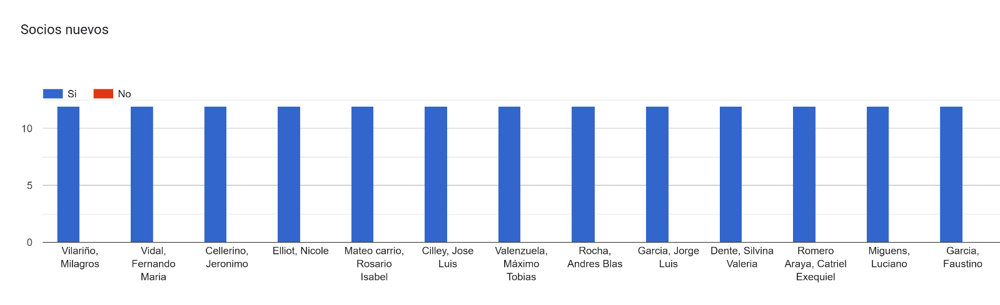 Socios nuevos
Si
No
10
5
0
Vilariño,
Milagros
Vidal,
Fernando
Maria
Cellerino,
Jeronimo
Elliot, Nicole
Mateo carrio,
Rosario
Isabel
Cilley, Jose
Luis
Valenzuela,
Máximo
Tobias
Rocha,
Andres Blas
Garcia, Jorge
Luis
Dente, Silvina
Valeria
Romero
Araya, Catriel
Exequiel
Miguens,
Luciano
Garcia,
Faustino